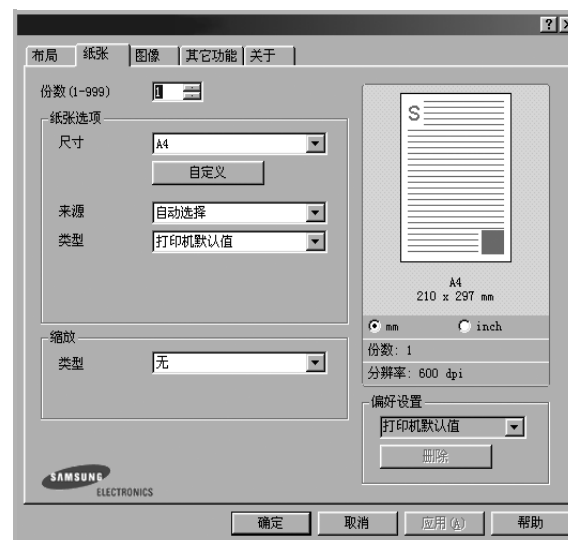 布局 纸张 图像 其它功能 关于
份数(1-999) 1
纸张选项
尺寸 A4
自定义
来源 自动选择
类型 打印机默认值
缩放
类型 无
SAMSUNG
ELECTRONICS
S
A4
210 x 297 mm
mm inch
份数: 1
分辨率: 600 dpi
偏好设置
打印机默认值
删除
确定 取消 应用(A) 帮助